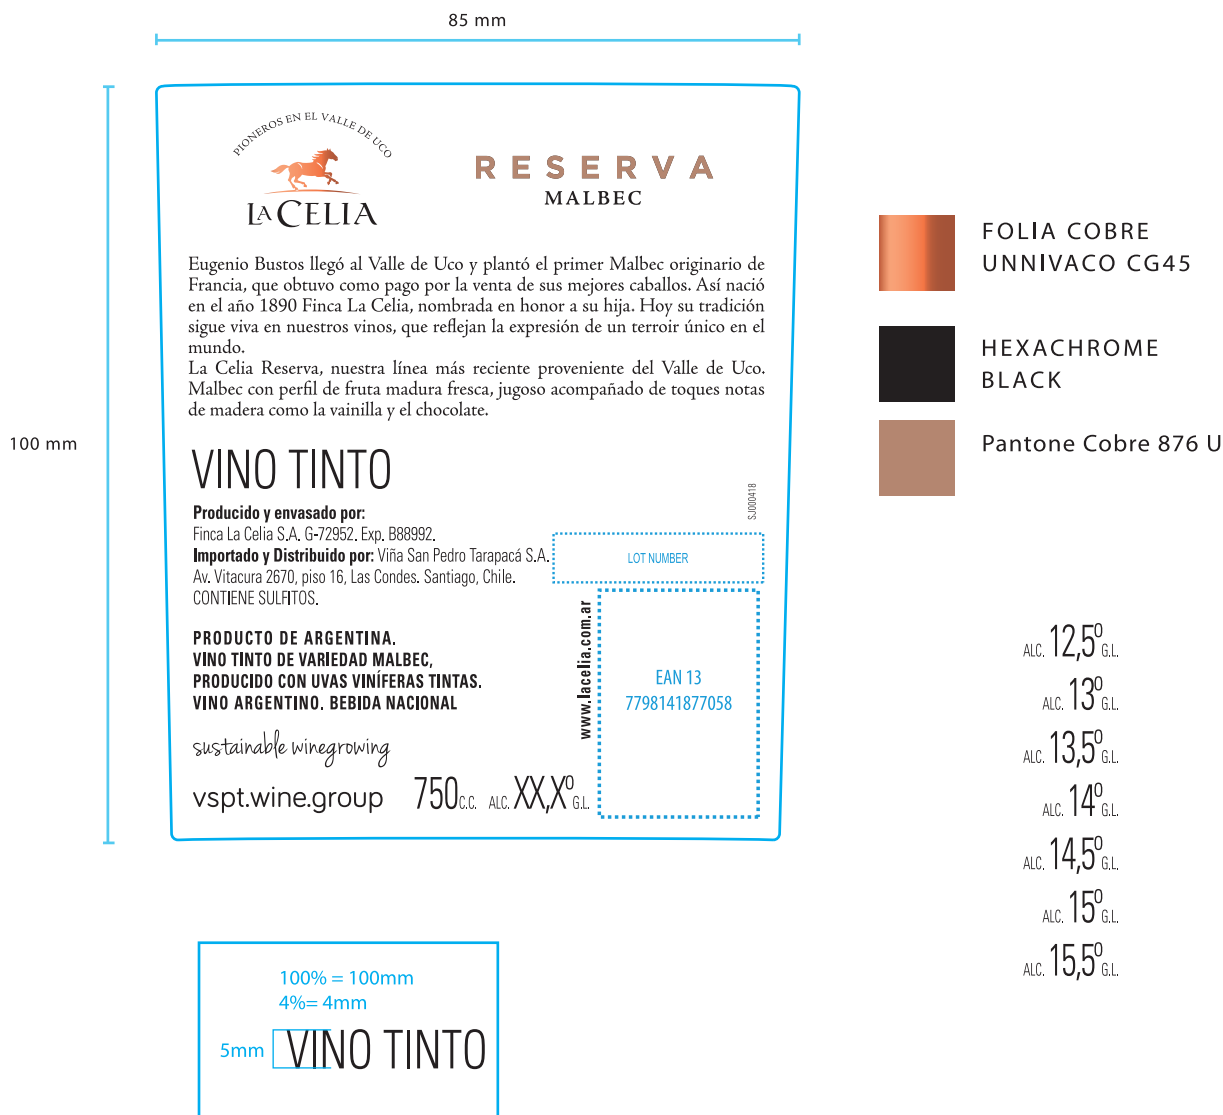 85 mm
100 mm
PIONEROS EN EL VALLE DE UCO
LA CELIA
RESERVA
MALBEC
Eugenio Bustos llegó al Valle de Uco y plantó el primer Malbec originario de
Francia, que obtuvo como pago por la venta de sus mejores caballos. Así nació
en el año 1890 Finca La Celia, nombrada en honor a su hija. Hoy su tradición
sigue viva en nuestros vinos, que reflejan la expresión de un terroir único en el
mundo.
La Celia Reserva, nuestra línea más reciente proveniente del Valle de Uco.
Malbec con perfil de fruta madura fresca, jugoso acompañado de toques notas
de madera como la vainilla y el chocolate.
VINO TINTO
Producido y envasado por:
Finca La Celia S.A. G-72952. Exp. B88992.
Importado y Distribuido por: Viña San Pedro Tarapacá S.A.
Av. Vitacura 2670, piso 16, Las Condes. Santiago, Chile.
CONTIENE SULFITOS.
SJ000418
LOT NUMBER
PRODUCTO DE ARGENTINA.
VINO TINTO DE VARIEDAD MALBEC,
PRODUCIDO CON UVAS VINÍFERAS TINTAS.
VINO ARGENTINO. BEBIDA NACIONAL
www.lacelia.com.ar
EAN 13
7798141877058
sustainable winegrowing
vspt.wine.group
750 C.C. ALC. XX,X° G.L.
FOLIA COBRE
UNNIVACO CG45
HEXACHROME
BLACK
Pantone Cobre 876 U
ALC. 12,5° G.L.
ALC. 13° G.L.
ALC. 13,5° G.L.
ALC. 14° G.L.
ALC. 14,5° G.L.
ALC. 15° G.L.
ALC. 15,5° G.L.
100% = 100mm
4%= 4mm
5mm
VINO TINTO